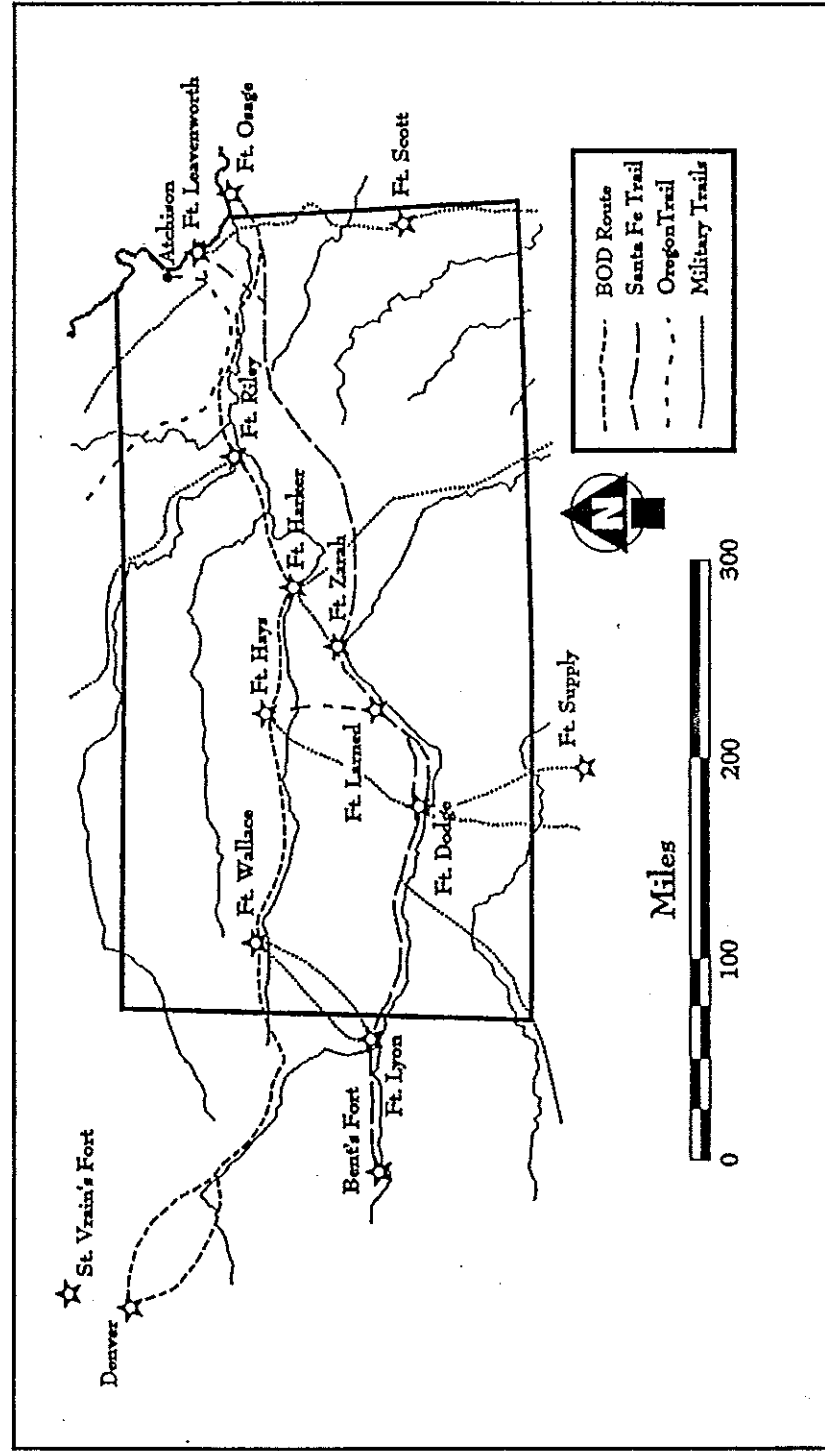 St. Vrain's Fort
Denver
Atchison
Ft. Leavenworth
Ft. Osage
Ft. Riley
Ft. Scott
Ft. Harker
Ft. Zarah
Ft. Hays
Ft. Larned
Ft. Wallace
Ft. Dodge
Ft. Supply
Bent's Fort
Ft. Lyon
N
Miles
0
100
200
300
BOD Route
Santa Fe Trail
OregonTrail
Military Trails